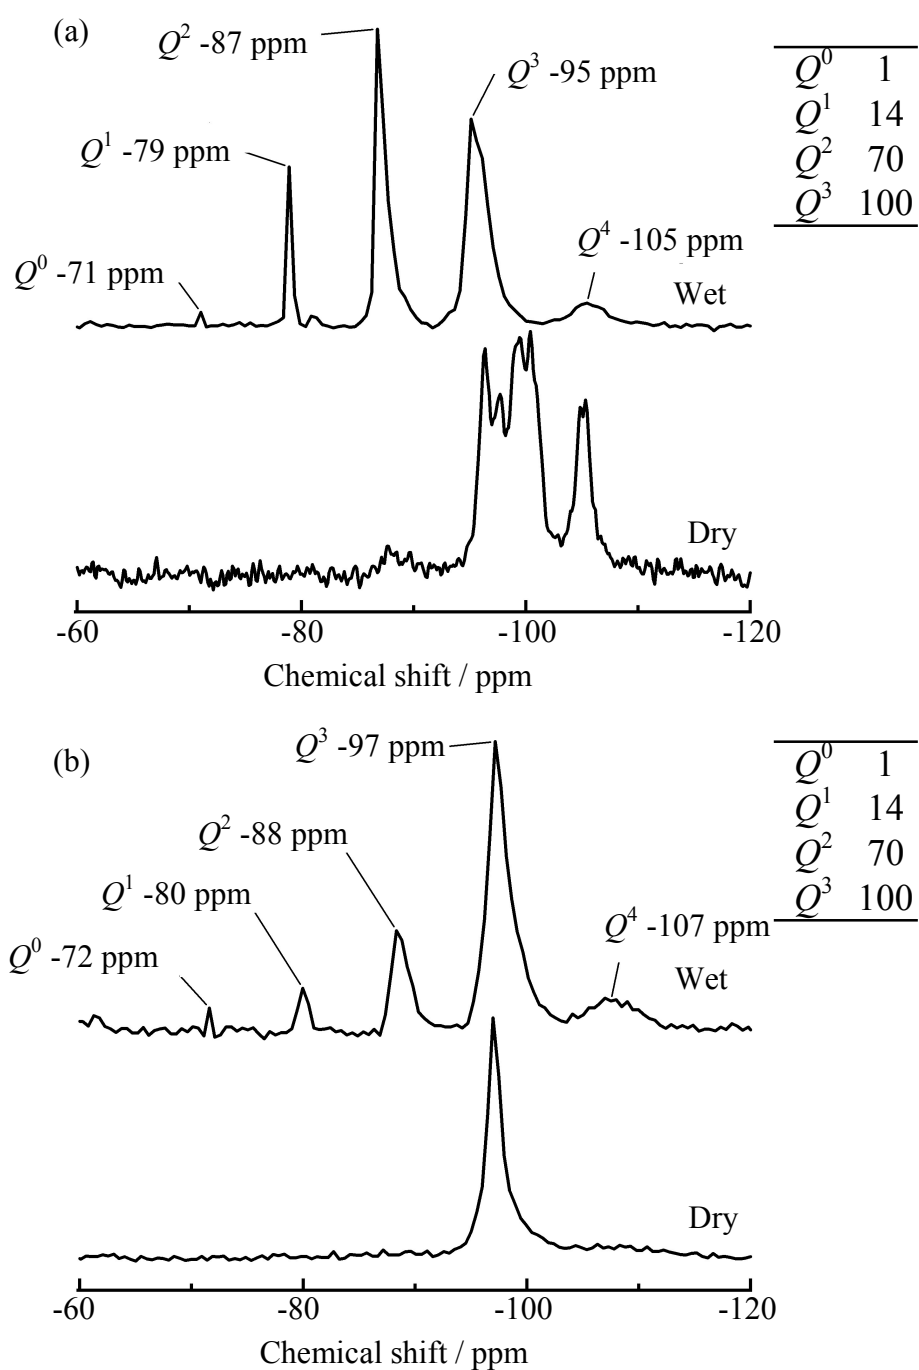 (a)
Q² -87 ppm
Q³ -95 ppm
Q¹ -79 ppm
Q⁴ -105 ppm
Q⁰ -71 ppm
Wet
Q⁰ 1
Q¹ 14
Q² 70
Q³ 100
Dry
-60 -80 -100 -120
Chemical shift / ppm
(b)
Q³ -97 ppm
Q² -88 ppm
Q¹ -80 ppm
Q⁴ -107 ppm
Q⁰ -72 ppm
Wet
Q⁰ 1
Q¹ 14
Q² 70
Q³ 100
Dry
-60 -80 -100 -120
Chemical shift / ppm